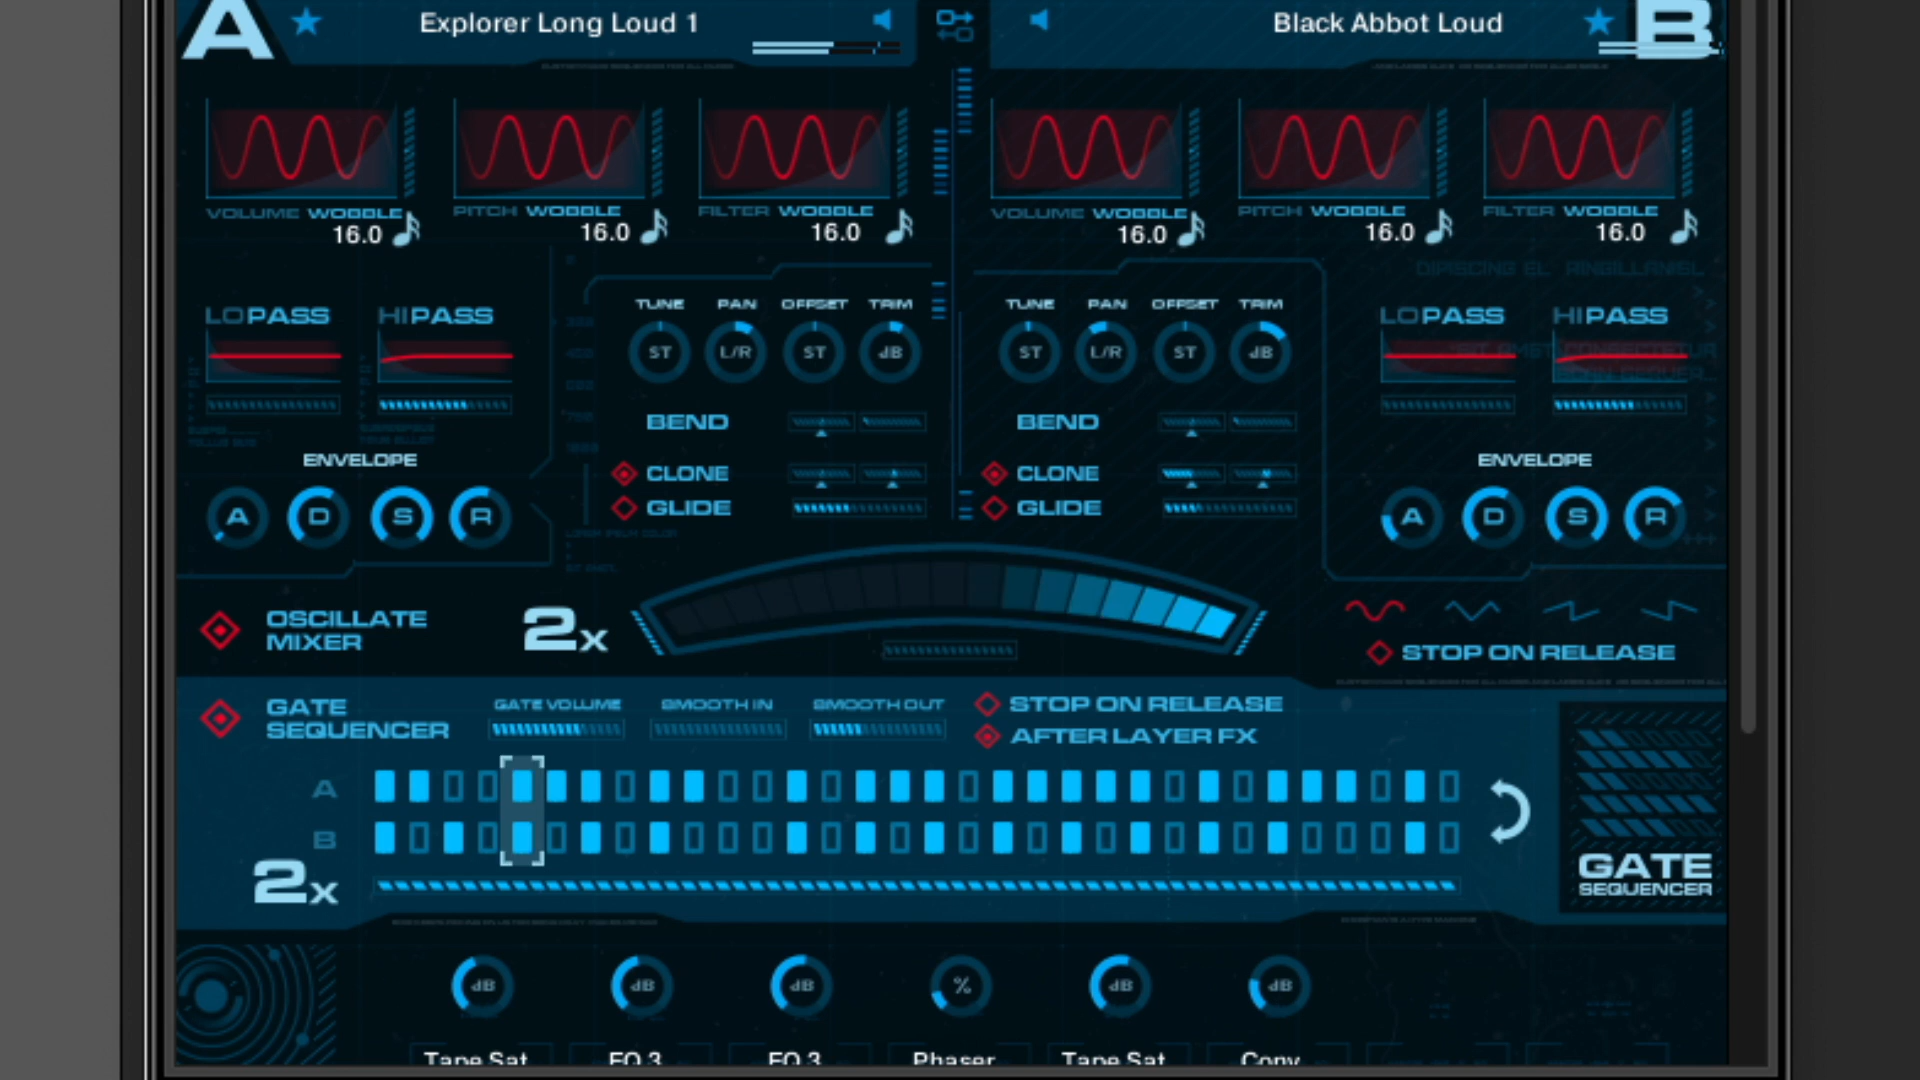 A Explorer Long Loud 1 Black Abbot Loud B
VOLUME WOBBLE PITCH WOBBLE FILTER WOBBLE VOLUME WOBBLE PITCH WOBBLE FILTER WOBBLE
16.0 16.0 16.0 16.0 16.0 16.0
TUNE PAN OFFSET TRIM TUNE PAN OFFSET TRIM
LOPASS HIPASS LOPASS HIPASS
ST L/R ST dB ST L/R ST dB
BEND BEND
ENVELOPE ENVELOPE
CLONE CLONE
GLIDE GLIDE
A D S R A D S R
OSCILLATE
MIXER
2x
STOP ON RELEASE
GATE
SEQUENCER
GATE VOLUME SMOOTH IN SMOOTH OUT
STOP ON RELEASE
AFTER LAYER FX
A
B
2x
GATE
SEQUENCER
dB dB dB % dB dB
Tape Sat EQ 3 EQ 3 Phaser Tape Sat Conv